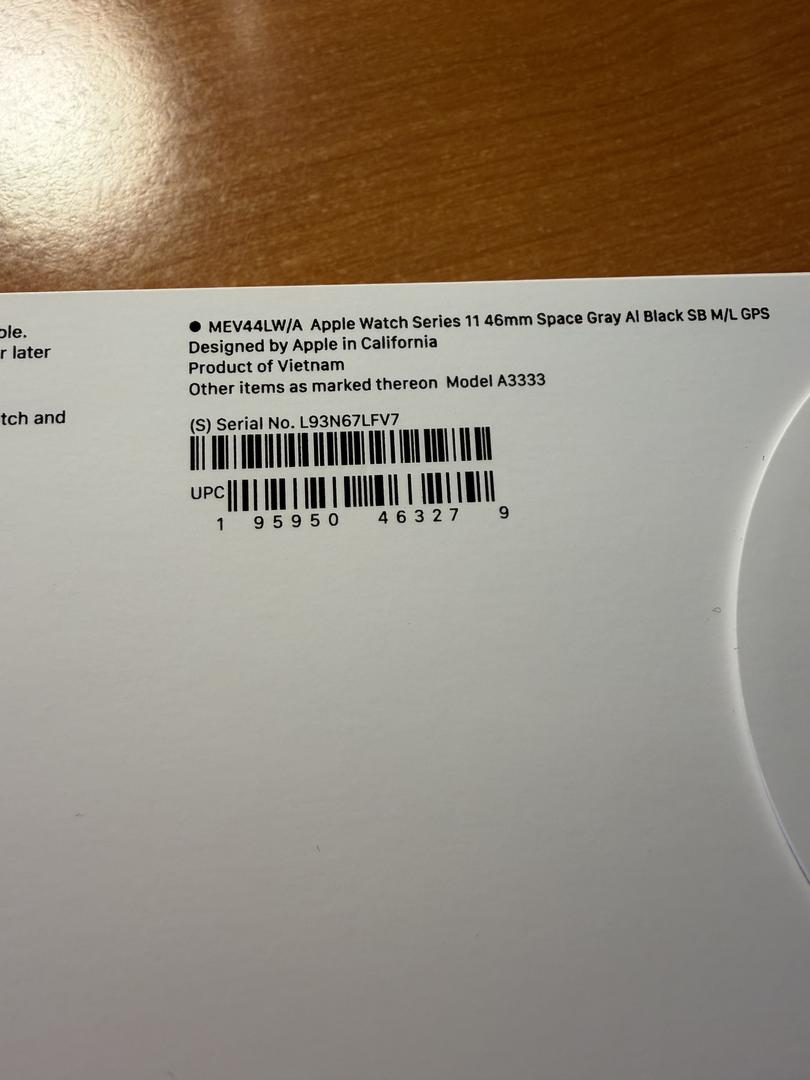 ble.
r later
tch and
● MEV44LW/A Apple Watch Series 11 46mm Space Gray Al Black SB M/L GPS
Designed by Apple in California
Product of Vietnam
Other items as marked thereon Model A3333
(S) Serial No. L93N67LFV7
UPC
1 95950 46327 9